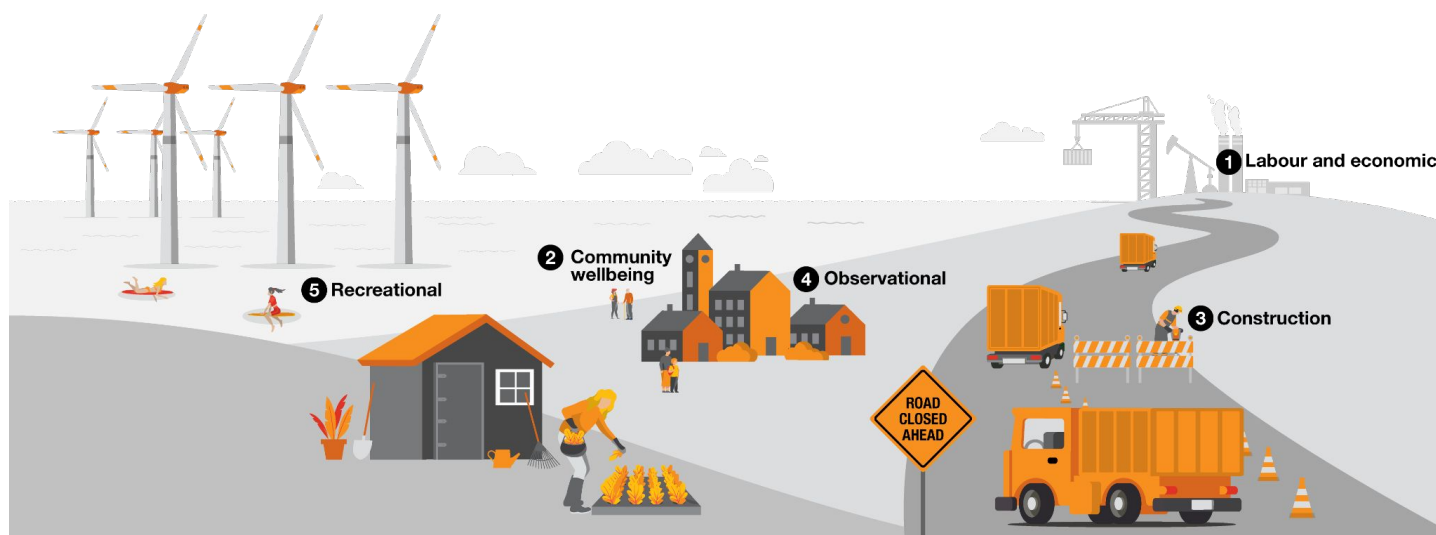 1 Labour and economic
2 Community
wellbeing
4 Observational
5 Recreational
3 Construction
ROAD
CLOSED
AHEAD